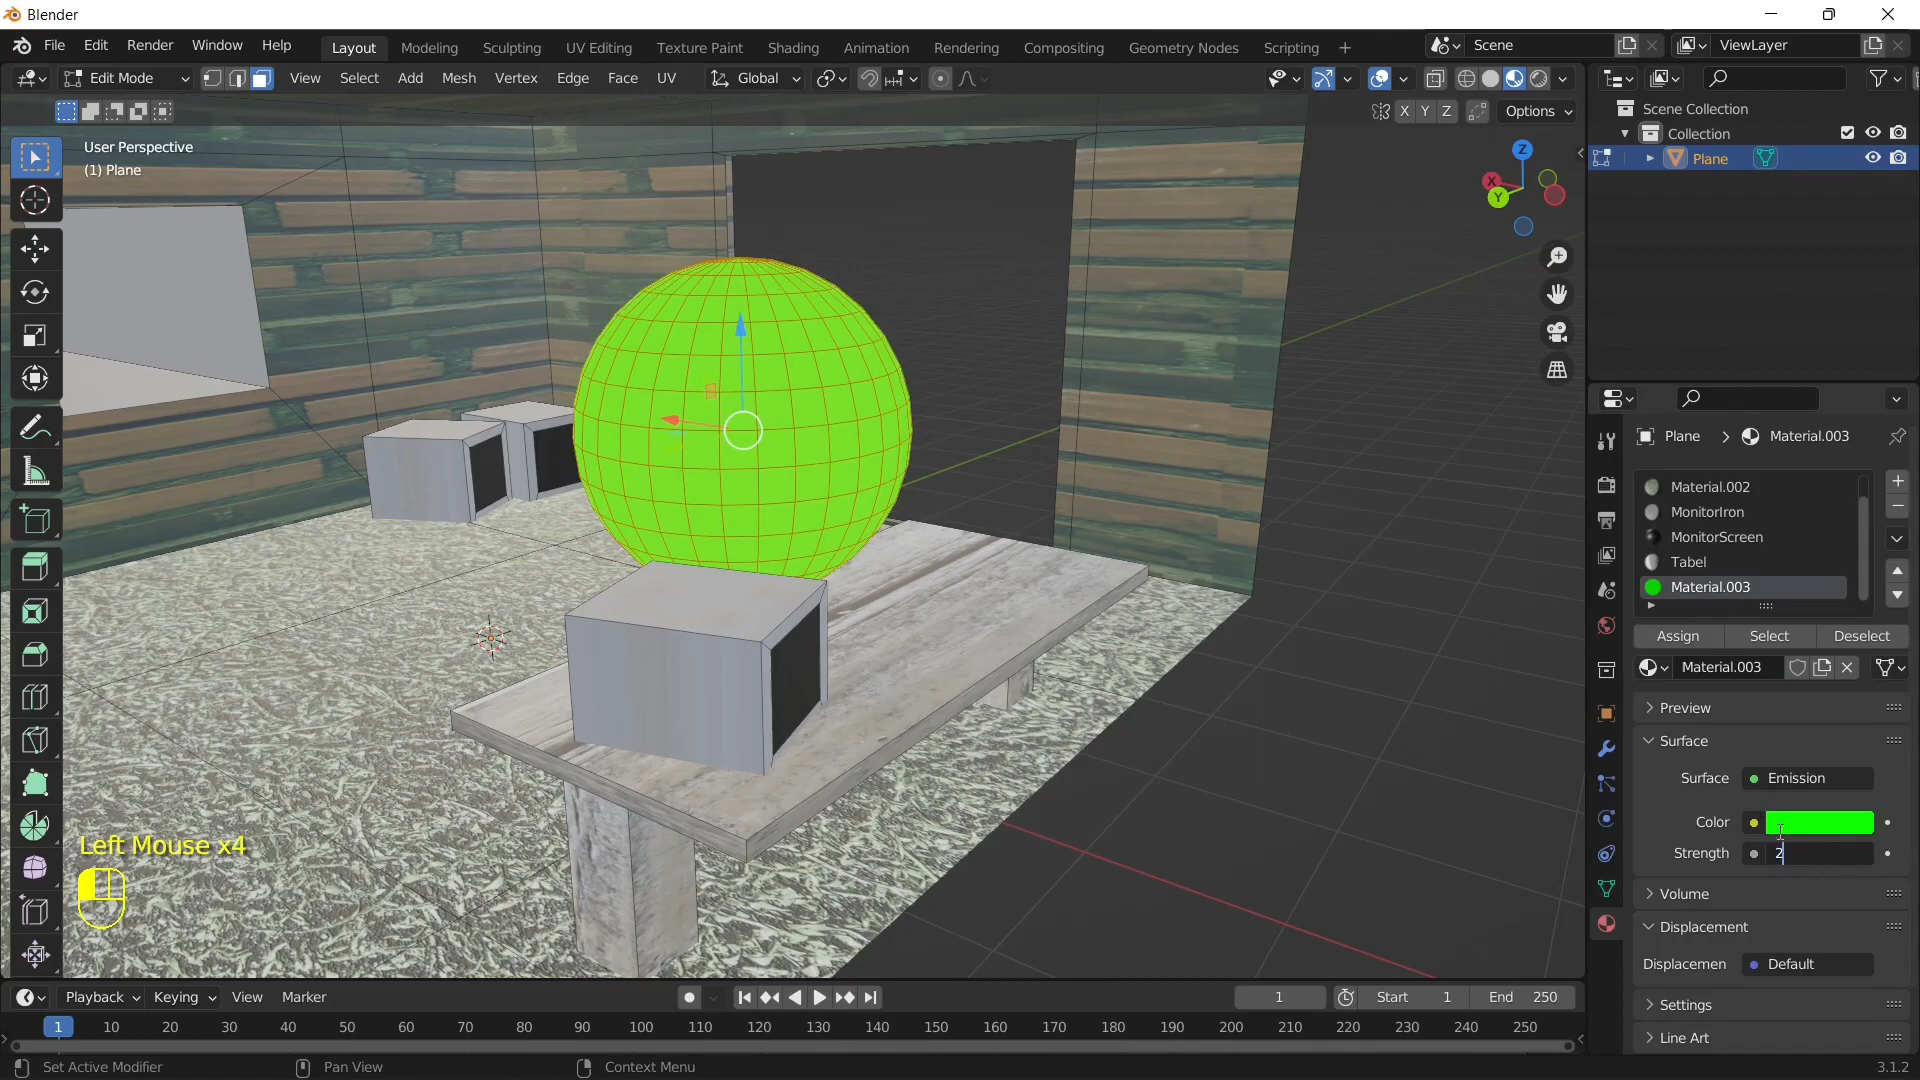 Blender
File Edit Render Window Help Layout Modeling Sculpting UV Editing Texture Paint Shading Animation Rendering Compositing Geometry Nodes Scripting + Scene ViewLayer
Edit Mode View Select Add Mesh Vertex Edge Face UV Global
X Y Z Options
Scene Collection
Collection
Plane
User Perspective
(1) Plane
Z
X
Y
Plane > Material.003
Material.002
MonitorIron
MonitorScreen
Tabel
Material.003
Assign Select Deselect
Material.003
Preview
Surface
Surface Emission
Color
Strength 2
Volume
Displacement
Displacemen Default
Settings
Line Art
Left Mouse x4
Playback Keying View Marker 1 Start 1 End 250
1 10 20 30 40 50 60 70 80 90 100 110 120 130 140 150 160 170 180 190 200 210 220 230 240 250
Set Active Modifier Pan View Context Menu 3.1.2